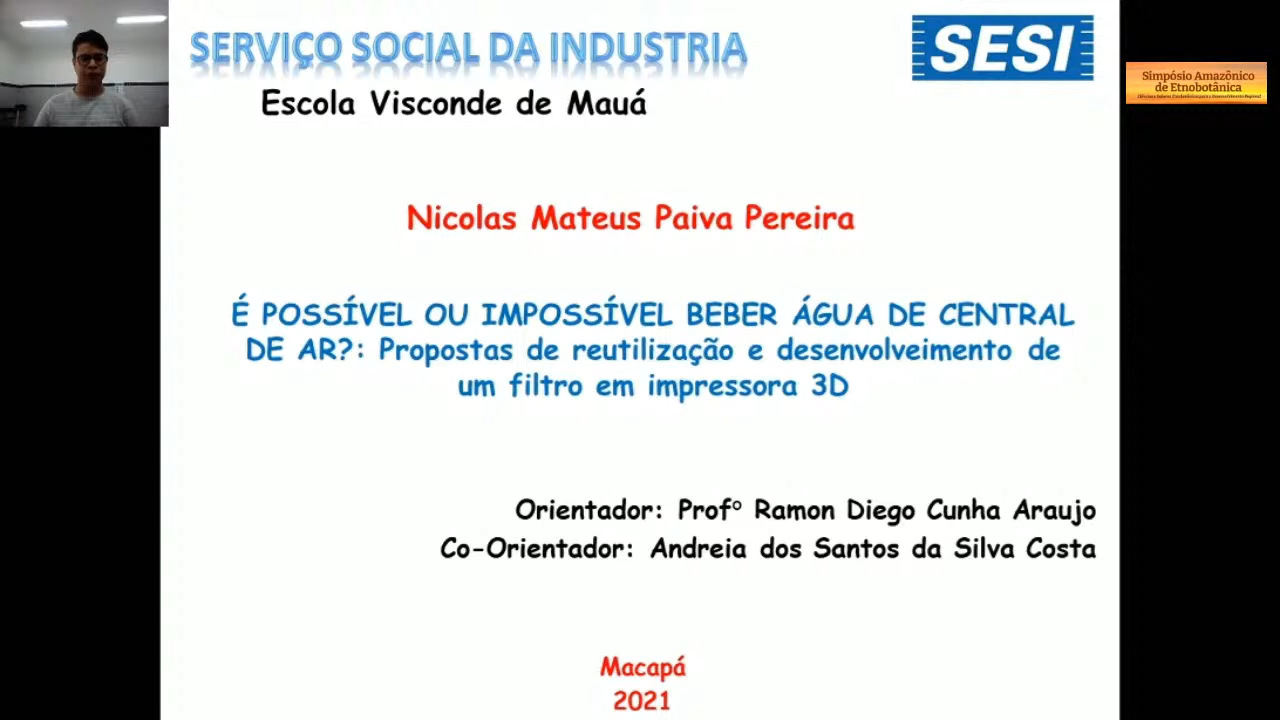 SERVIÇO SOCIAL DA INDUSTRIA
SESI
Escola Visconde de Mauá
Simpósio Amazônico
de Etnobotânica
Nicolas Mateus Paiva Pereira
É POSSÍVEL OU IMPOSSÍVEL BEBER ÁGUA DE CENTRAL
DE AR?: Propostas de reutilização e desenvolveimento de
um filtro em impressora 3D
Orientador: Profº Ramon Diego Cunha Araujo
Co-Orientador: Andreia dos Santos da Silva Costa
Macapá
2021